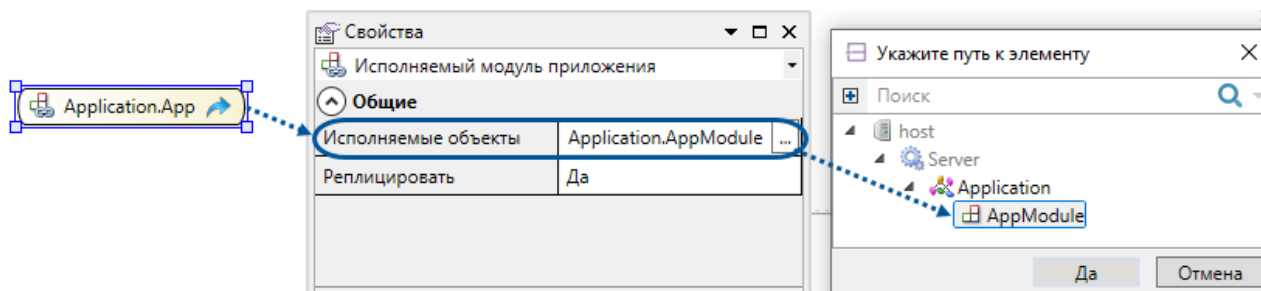 Application.App
Свойства
Исполняемый модуль приложения
Общие
Исполняемые объекты Application.AppModule ...
Реплицировать Да
Укажите путь к элементу
Поиск
host
Server
Application
AppModule
Да Отмена